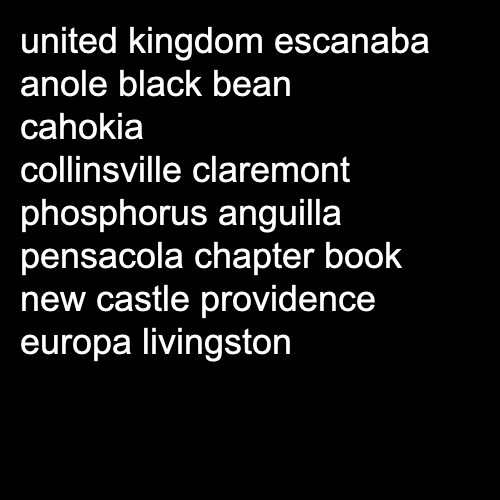 united kingdom escanaba
anole black bean
cahokia
collinsville claremont
phosphorus anguilla
pensacola chapter book
new castle providence
europa livingston